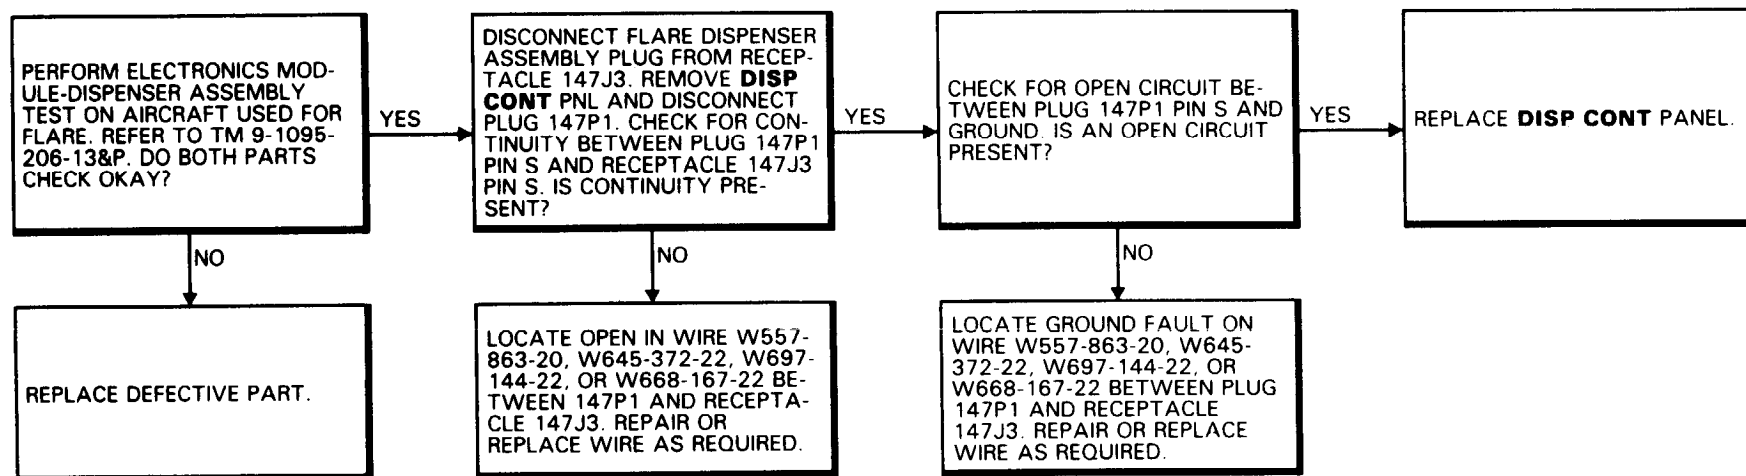 PERFORM ELECTRONICS MOD-
ULE-DISPENSER ASSEMBLY
TEST ON AIRCRAFT USED FOR
FLARE. REFER TO TM 9-1095-
206-13&P. DO BOTH PARTS
CHECK OKAY?
YES
DISCONNECT FLARE DISPENSER
ASSEMBLY PLUG FROM RECEP-
TACLE 147J3. REMOVE DISP
CONT PNL AND DISCONNECT
PLUG 147P1. CHECK FOR CON-
TINUITY BETWEEN PLUG 147P1
PIN S AND RECEPTACLE 147J3
PIN S. IS CONTINUITY PRE-
SENT?
YES
CHECK FOR OPEN CIRCUIT BE-
TWEEN PLUG 147P1 PIN S AND
GROUND. IS AN OPEN CIRCUIT
PRESENT?
YES
REPLACE DISP CONT PANEL.
NO
NO
NO
REPLACE DEFECTIVE PART.
LOCATE OPEN IN WIRE W557-
863-20, W645-372-22, W697-
144-22, OR W668-167-22 BE-
TWEEN 147P1 AND RECEPTA-
CLE 147J3. REPAIR OR
REPLACE WIRE AS REQUIRED.
LOCATE GROUND FAULT ON
WIRE W557-863-20, W645-
372-22, W697-144-22, OR
W668-167-22 BETWEEN PLUG
147P1 AND RECEPTACLE
147J3. REPAIR OR REPLACE
WIRE AS REQUIRED.